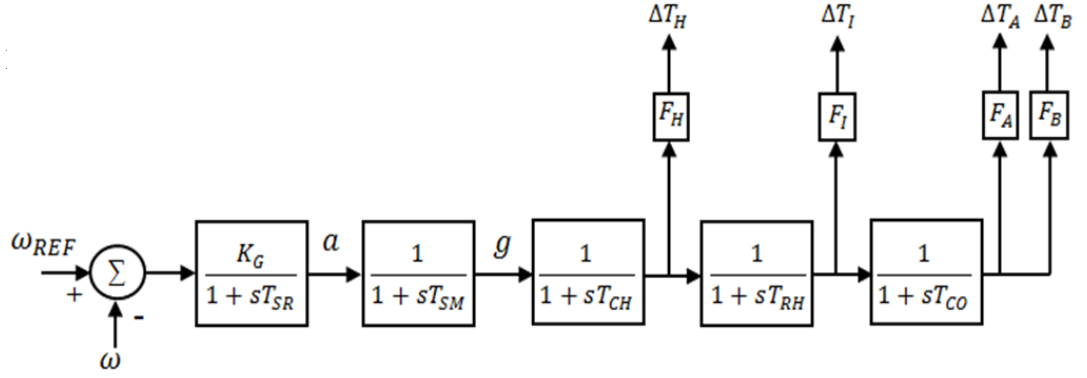 ΔT_H ΔT_I ΔT_A ΔT_B
F_H F_I F_A F_B
ω_REF + Σ - ω
K_G / 1 + sT_SR
a
1 / 1 + sT_SM
g
1 / 1 + sT_CH
1 / 1 + sT_RH
1 / 1 + sT_CO